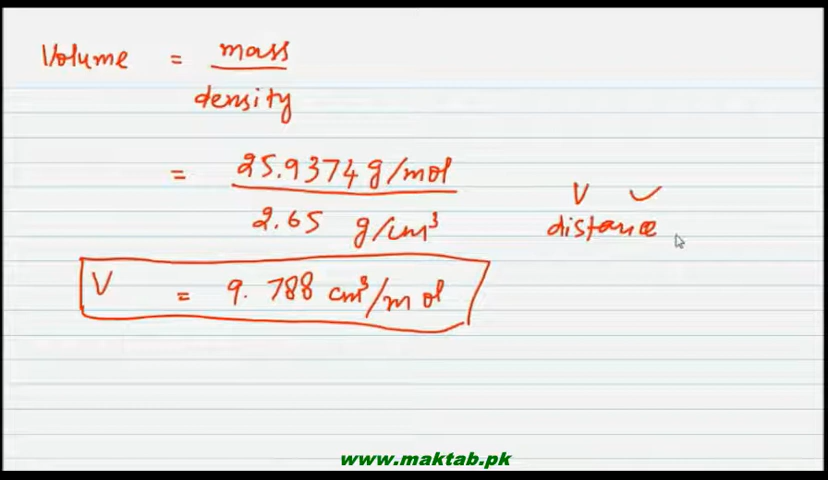 Volume = mass
density
= 25.9374 g/mol
2.65 g/cm³
V ✓
distance
V = 9.788 cm³/mol
www.maktab.pk